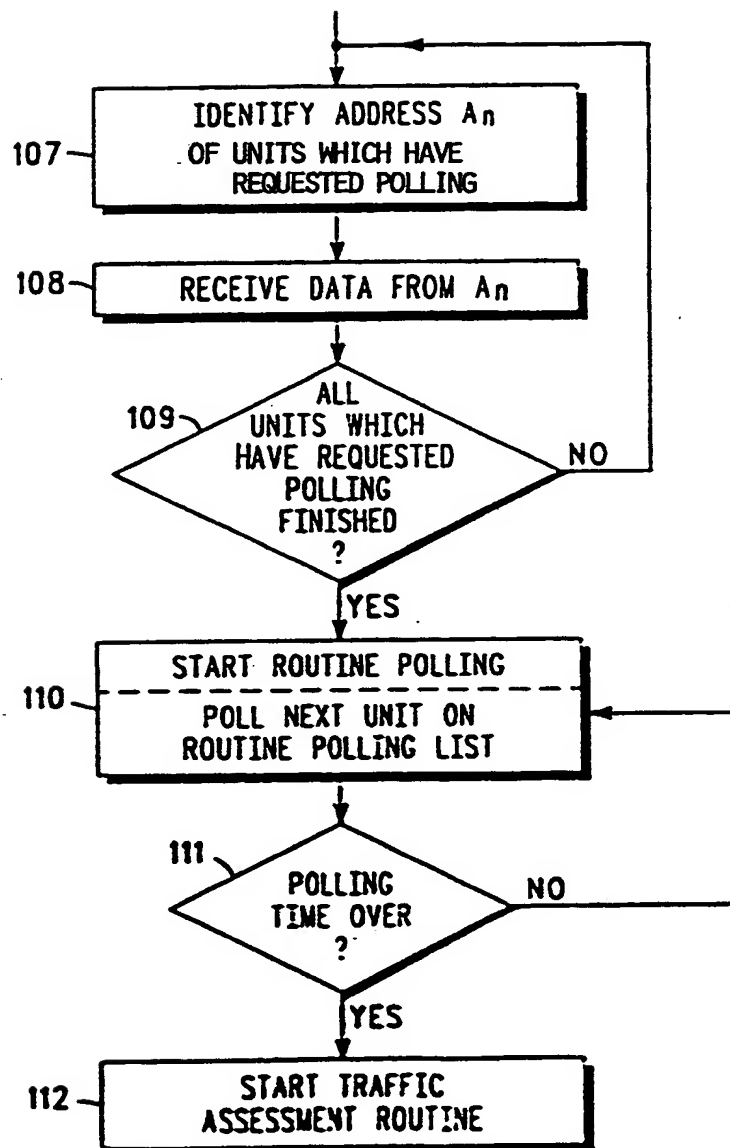 IDENTIFY ADDRESS An
107
OF UNITS WHICH HAVE
REQUESTED POLLING
108
RECEIVE DATA FROM An
109
ALL
UNITS WHICH
HAVE REQUESTED
POLLING
FINISHED
?
NO
YES
START ROUTINE POLLING
110
POLL NEXT UNIT ON
ROUTINE POLLING LIST
111
POLLING
TIME OVER
?
NO
YES
112
START TRAFFIC
ASSESSMENT ROUTINE